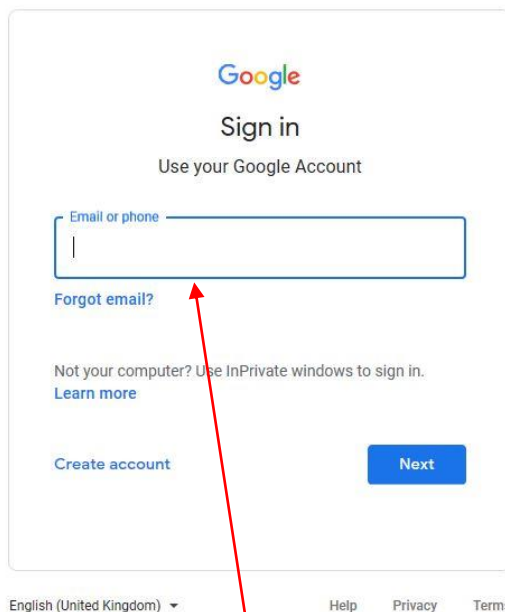 Google
Sign in
Use your Google Account
Email or phone
Forgot email?
Not your computer? Use InPrivate windows to sign in.
Learn more
Create account Next
English (United Kingdom) Help Privacy Terms